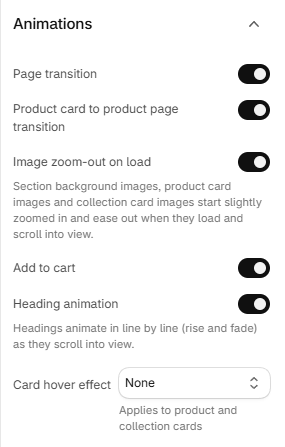 Animations
Page transition
Product card to product page
transition
Image zoom-out on load
Section background images, product card
images and collection card images start slightly
zoomed in and ease out when they load and
scroll into view.
Add to cart
Heading animation
Headings animate in line by line (rise and fade)
as they scroll into view.
Card hover effect
None
Applies to product and
collection cards